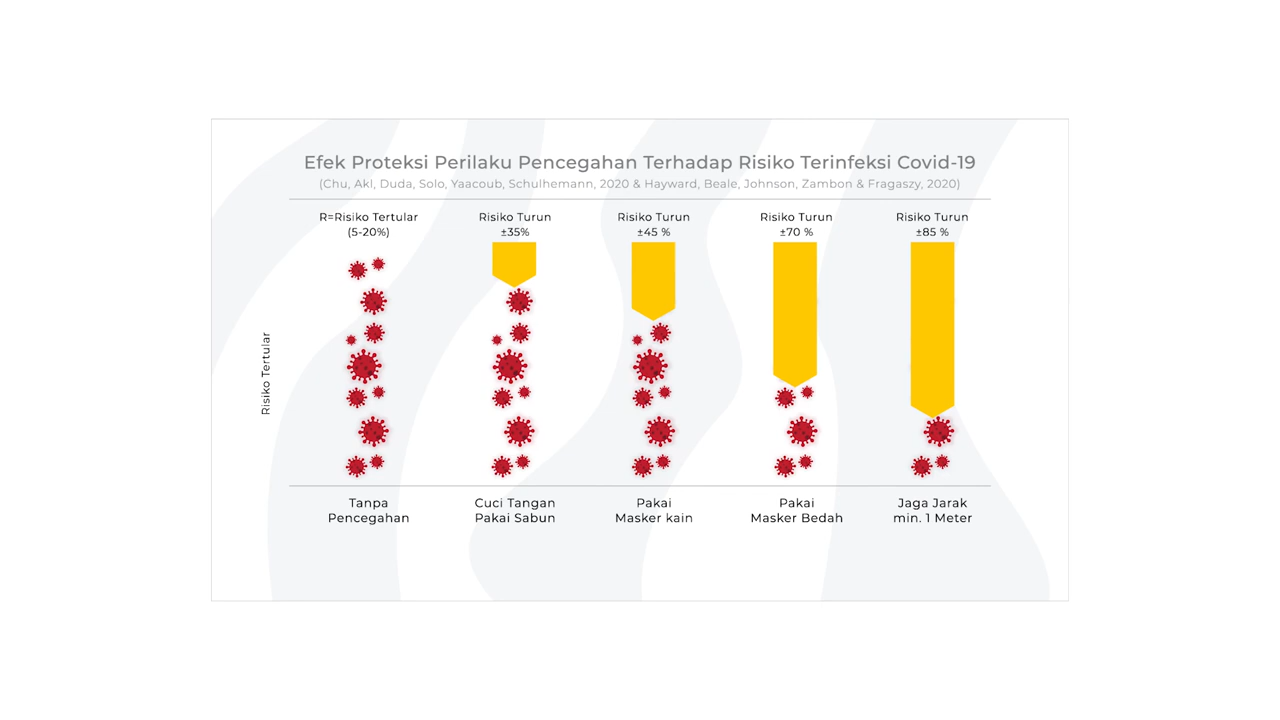 Efek Proteksi Perilaku Pencegahan Terhadap Risiko Terinfeksi Covid-19
(Chu, Akl, Duda, Solo, Yaacoub, Schulhemann, 2020 & Hayward, Beale, Johnson, Zambon & Fragaszy, 2020)
R=Risiko Tertular
(5-20%)
Risiko Turun
±35%
Risiko Turun
±45 %
Risiko Turun
±70 %
Risiko Turun
±85 %
Risiko Tertular
Tanpa
Pencegahan
Cuci Tangan
Pakai Sabun
Pakai
Masker kain
Pakai
Masker Bedah
Jaga Jarak
min. 1 Meter